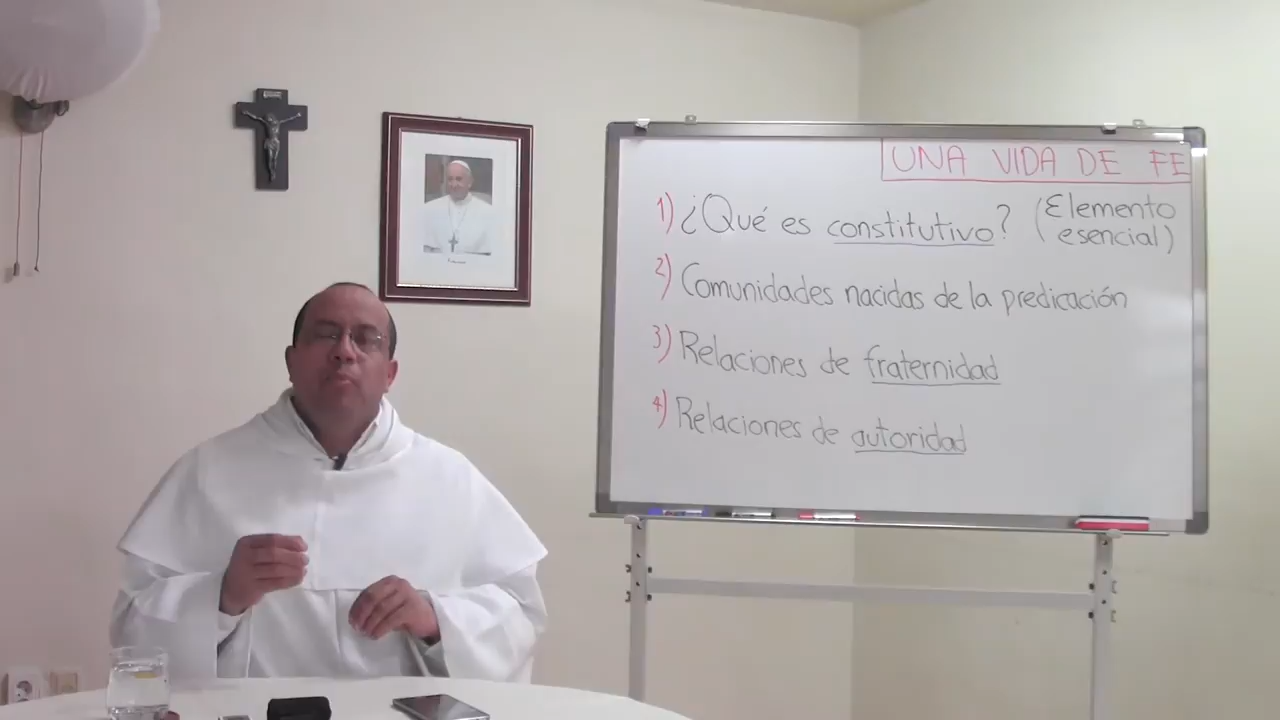 UNA VIDA DE FE
1) ¿Qué es constitutivo? (Elemento esencial)
2) Comunidades nacidas de la predicación
3) Relaciones de fraternidad
4) Relaciones de autoridad